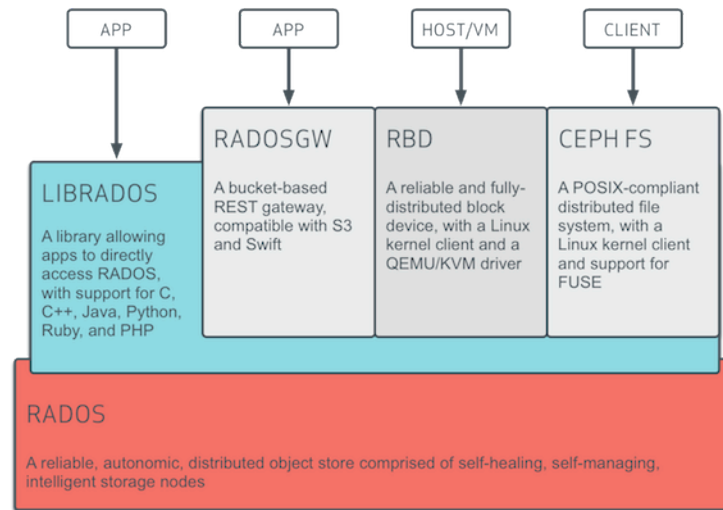 APP
APP
HOST/VM
CLIENT
RADOSGW
A bucket-based
REST gateway,
compatible with S3
and Swift
RBD
A reliable and fully-
distributed block
device, with a Linux
kernel client and a
QEMU/KVM driver
CEPH FS
A POSIX-compliant
distributed file
system, with a
Linux kernel client
and support for
FUSE
LIBRADOS
A library allowing
apps to directly
access RADOS,
with support for C,
C++, Java, Python,
Ruby, and PHP
RADOS
A reliable, autonomic, distributed object store comprised of self-healing, self-managing,
intelligent storage nodes